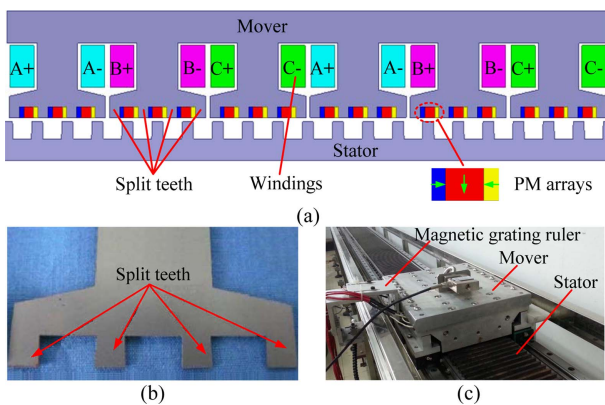 Mover
A+ A- B+ B- C+ C- A+ A- B+ B- C+ C-
Stator
Split teeth
Windings
PM arrays
(a)
Split teeth
Magnetic grating ruler
Mover
Stator
(b)
(c)